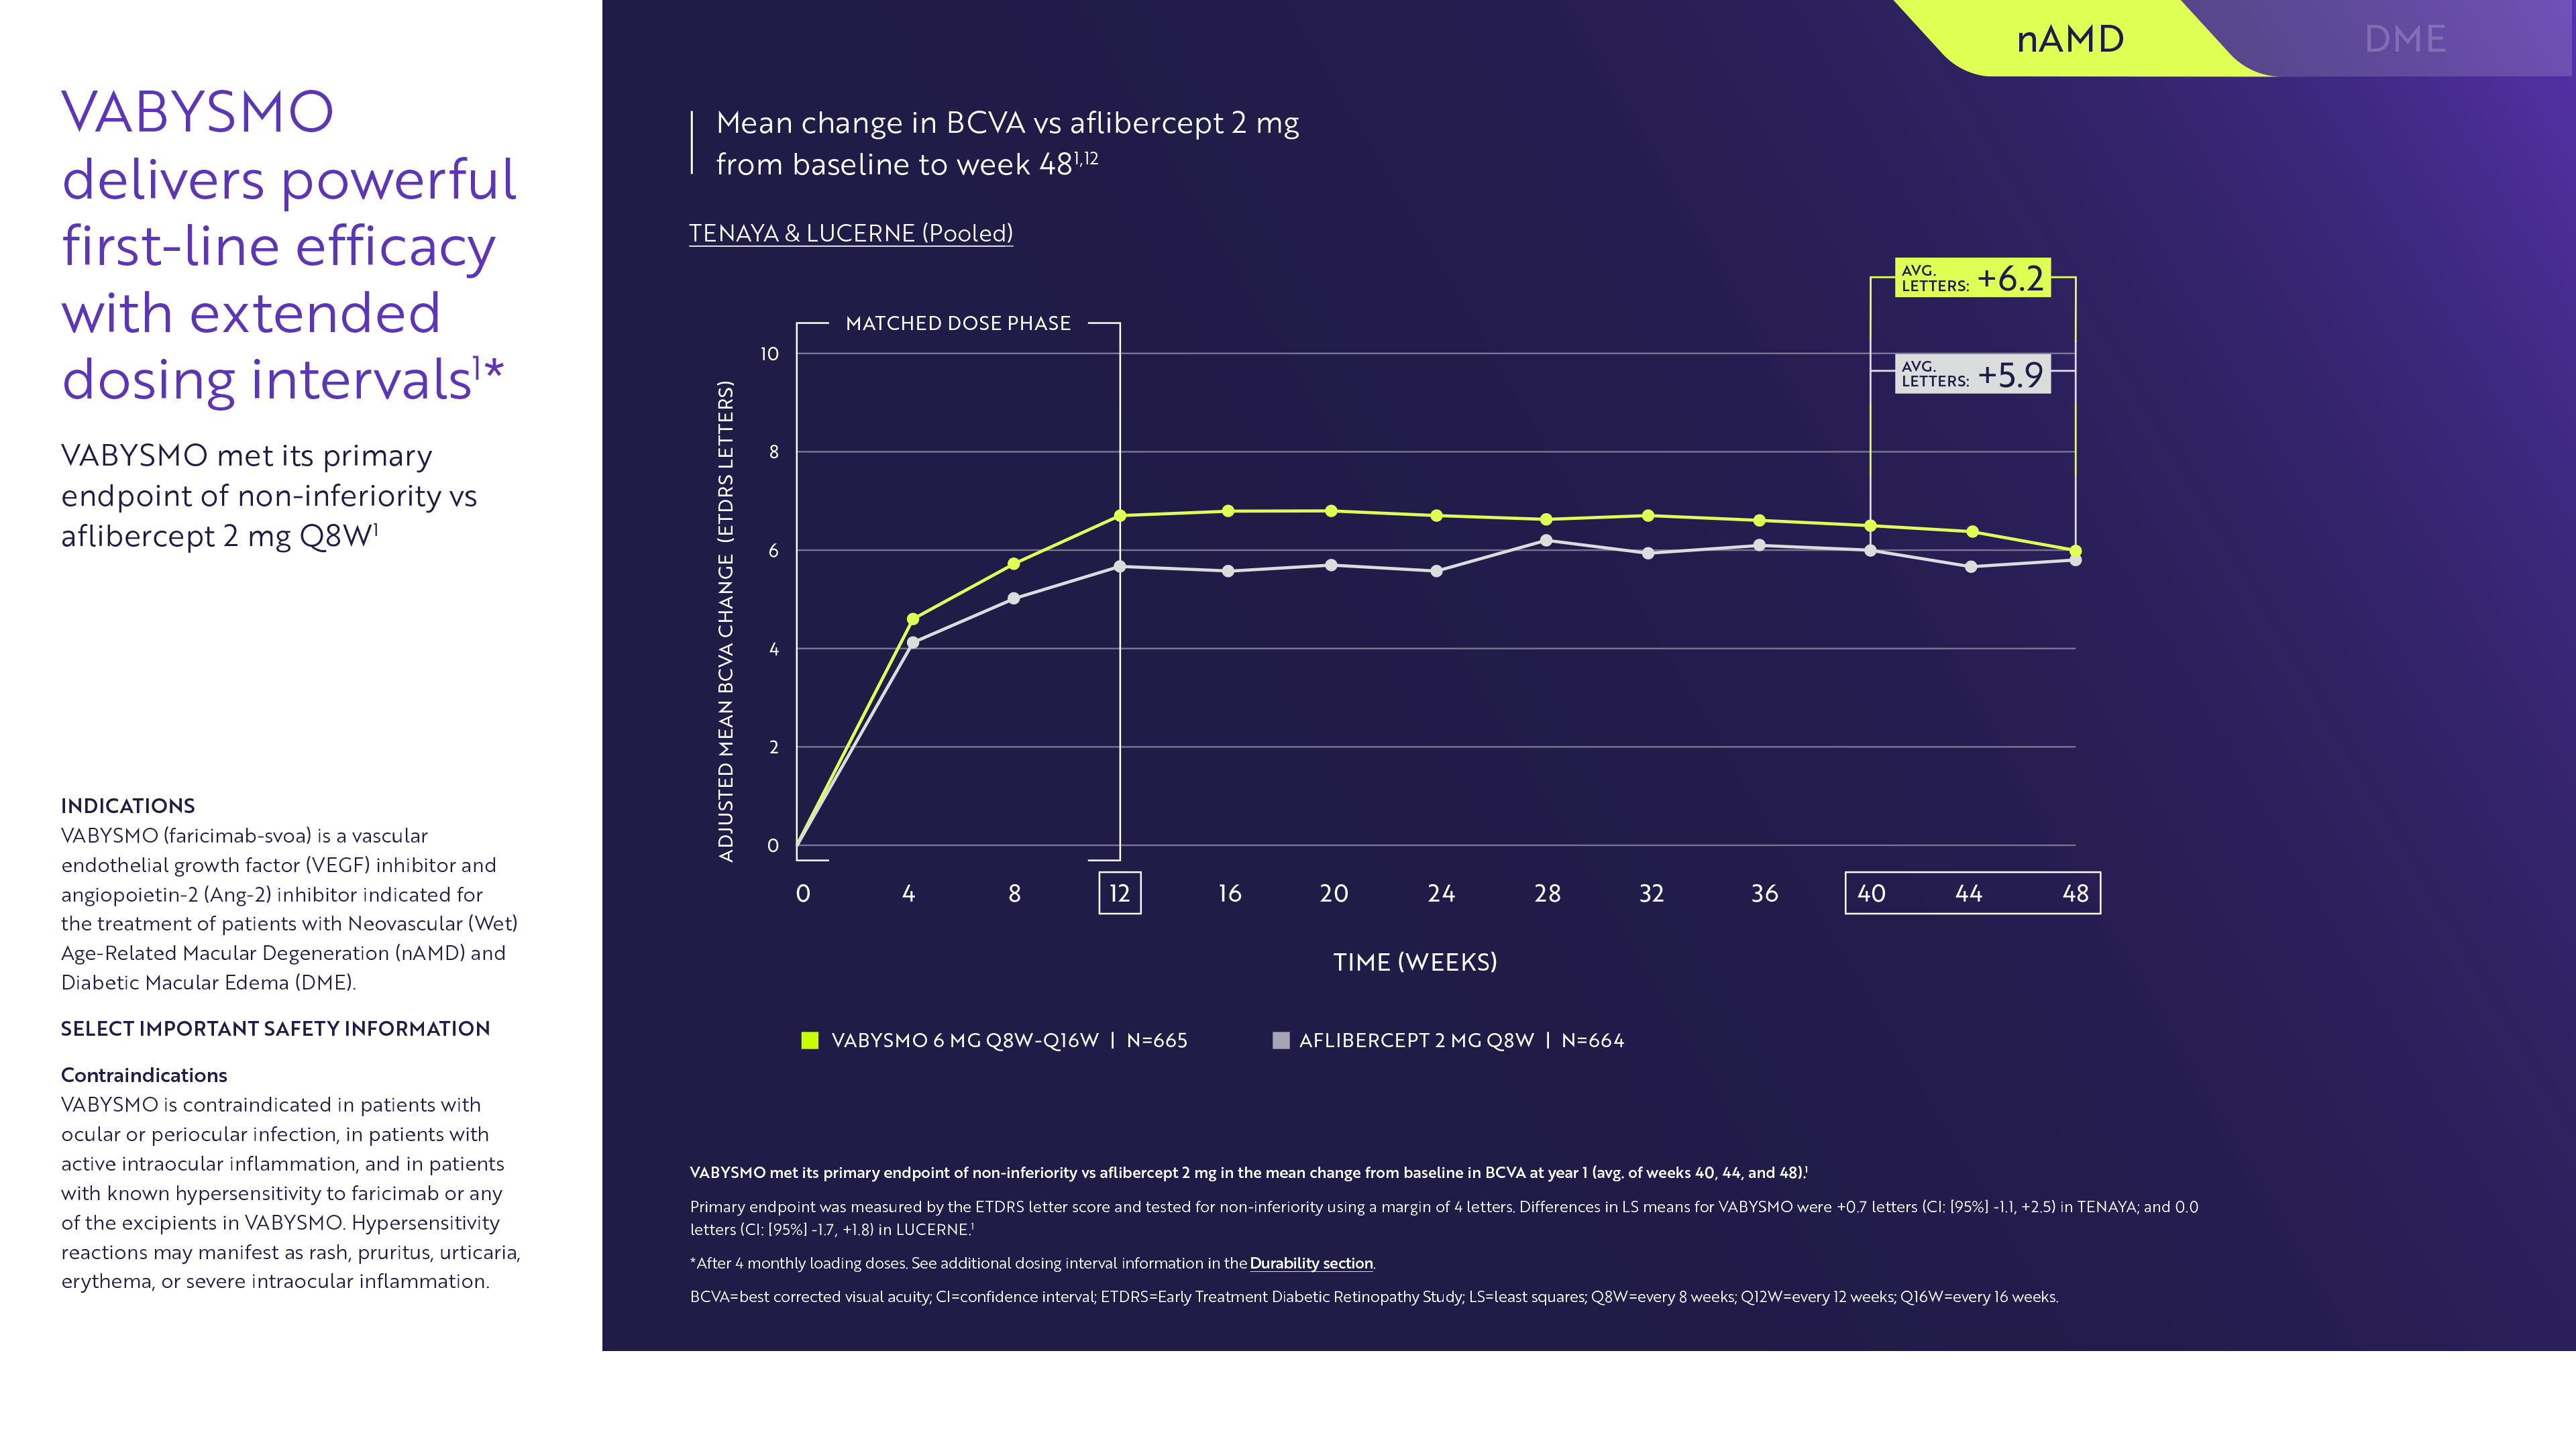 VABYSMO
delivers powerful
first-line efficacy
with extended
dosing intervals1*
VABYSMO met its primary
endpoint of non-inferiority vs
aflibercept 2 mg Q8W1
INDICATIONS
VABYSMO (faricimab-svoa) is a vascular
endothelial growth factor (VEGF) inhibitor and
angiopoietin-2 (Ang-2) inhibitor indicated for
the treatment of patients with Neovascular (Wet)
Age-Related Macular Degeneration (nAMD) and
Diabetic Macular Edema (DME).
SELECT IMPORTANT SAFETY INFORMATION
Contraindications
VABYSMO is contraindicated in patients with
ocular or periocular infection, in patients with
active intraocular inflammation, and in patients
with known hypersensitivity to faricimab or any
of the excipients in VABYSMO. Hypersensitivity
reactions may manifest as rash, pruritus, urticaria,
erythema, or severe intraocular inflammation.
nAMD
DME
Mean change in BCVA vs aflibercept 2 mg
from baseline to week 481,12
TENAYA & LUCERNE (Pooled)
AVG.
LETTERS: +6.2
AVG.
LETTERS: +5.9
MATCHED DOSE PHASE
ADJUSTED MEAN BCVA CHANGE (ETDRS LETTERS)
10
8
6
4
2
0
0 4 8 12 16 20 24 28 32 36 40 44 48
TIME (WEEKS)
VABYSMO 6 MG Q8W-Q16W | N=665
AFLIBERCEPT 2 MG Q8W | N=664
VABYSMO met its primary endpoint of non-inferiority vs aflibercept 2 mg in the mean change from baseline in BCVA at year 1 (avg. of weeks 40, 44, and 48).1
Primary endpoint was measured by the ETDRS letter score and tested for non-inferiority using a margin of 4 letters. Differences in LS means for VABYSMO were +0.7 letters (CI: [95%] -1.1, +2.5) in TENAYA; and 0.0
letters (CI: [95%] -1.7, +1.8) in LUCERNE.1
*After 4 monthly loading doses. See additional dosing interval information in the Durability section.
BCVA=best corrected visual acuity; CI=confidence interval; ETDRS=Early Treatment Diabetic Retinopathy Study; LS=least squares; Q8W=every 8 weeks; Q12W=every 12 weeks; Q16W=every 16 weeks.